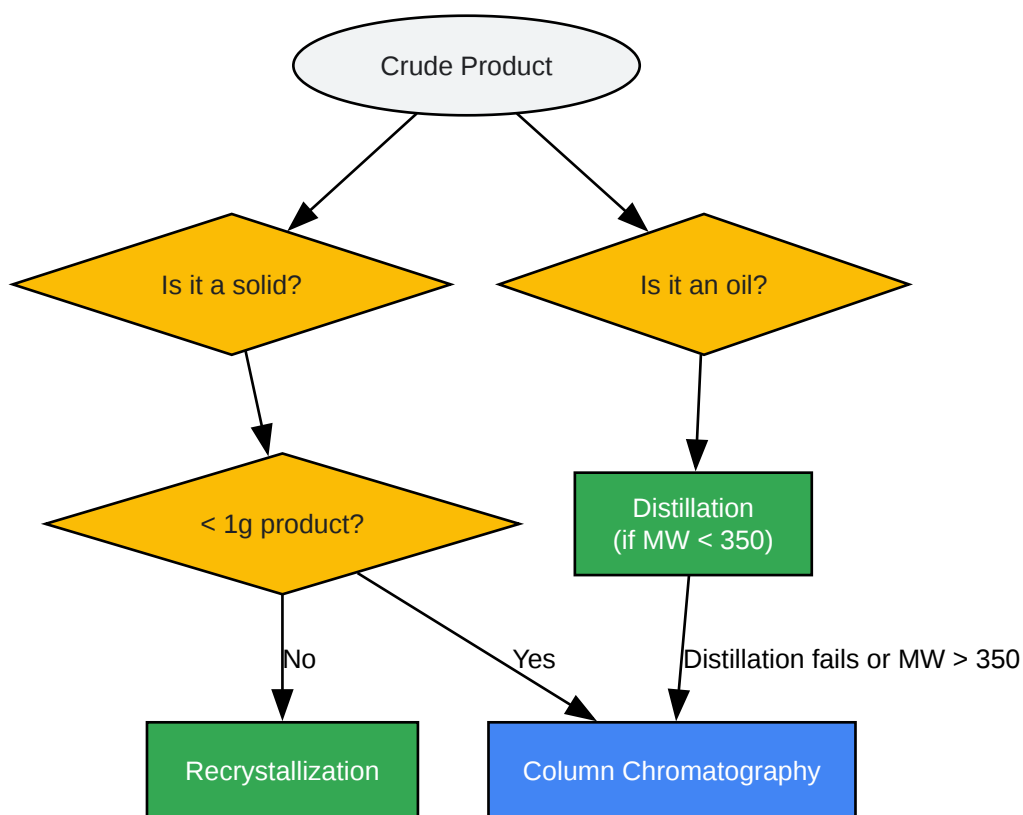 Crude Product
Is it a solid?
Is it an oil?
< 1g product?
Distillation
(if MW < 350)
No
Yes
Distillation fails or MW > 350
Recrystallization
Column Chromatography